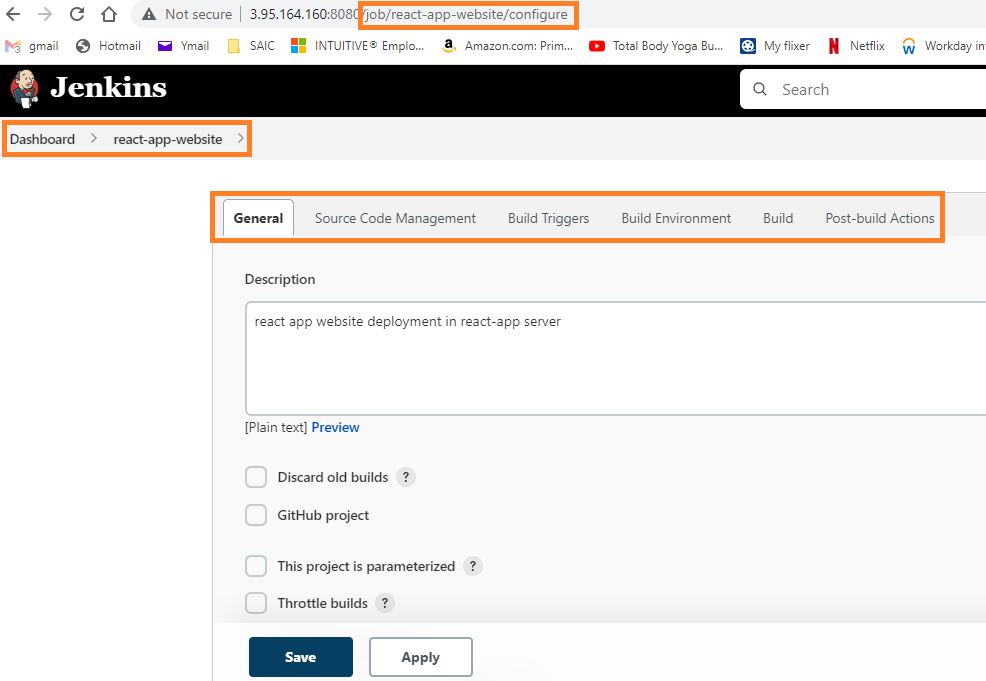 Not secure 3.95.164.160:8080/job/react-app-website/configure
gmail Hotmail Ymail SAIC INTUITIVE® Emplo... Amazon.com: Prim... Total Body Yoga Bu... My flixer Netflix Workday in
Jenkins Search
Dashboard react-app-website
General Source Code Management Build Triggers Build Environment Build Post-build Actions
Description
react app website deployment in react-app server
[Plain text] Preview
Discard old builds ?
GitHub project
This project is parameterized ?
Throttle builds ?
Save Apply